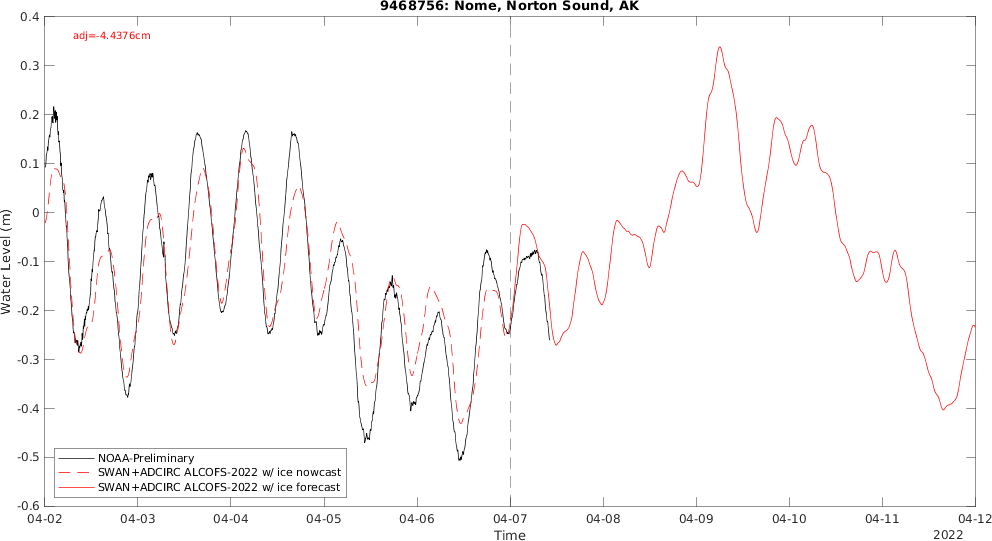 9468756: Nome, Norton Sound, AK
adj=-4.4376cm
0.4
0.3
0.2
0.1
0
-0.1
-0.2
-0.3
-0.4
-0.5
-0.6
Water Level (m)
NOAA-Preliminary
SWAN+ADCIRC ALCOFS-2022 w/ ice nowcast
SWAN+ADCIRC ALCOFS-2022 w/ ice forecast
04-02 04-03 04-04 04-05 04-06 04-07 04-08 04-09 04-10 04-11 04-12
Time
2022